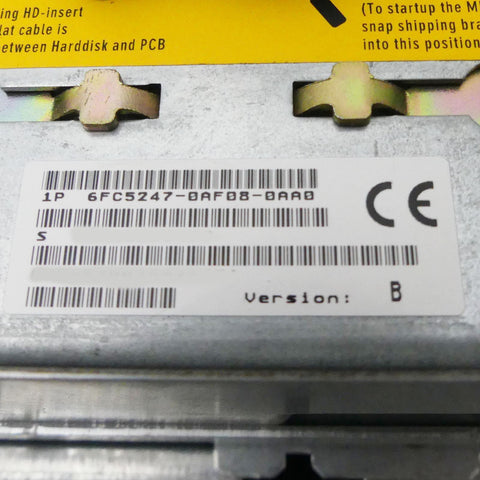 ing HD-insert
lat cable is
between Harddisk and PCB
(To startup the M
snap shipping bra
into this position
1P 6FC5247-0AF08-0AA0
CE
S
Version: B